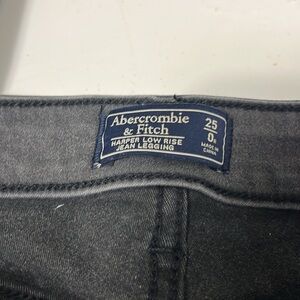 Abercrombie
& Fitch
HARPER LOW RISE
JEAN LEGGING
25
0R
MADE IN
CHINA